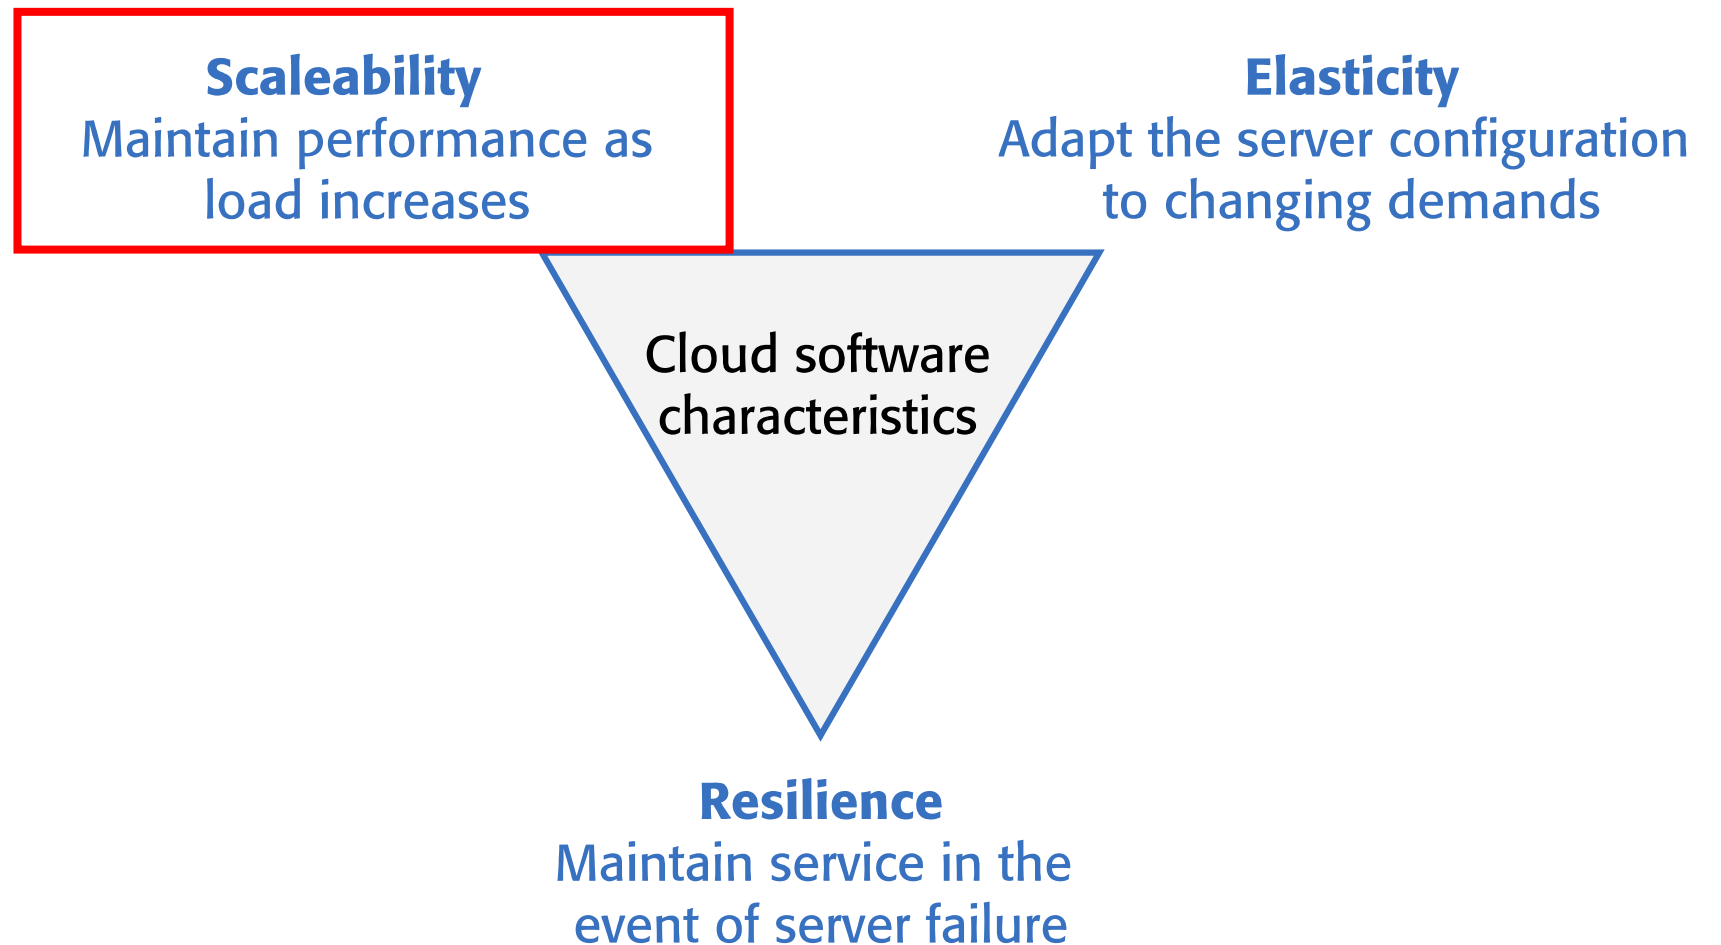 Scaleability
Maintain performance as
load increases
Elasticity
Adapt the server configuration
to changing demands
Cloud software
characteristics
Resilience
Maintain service in the
event of server failure